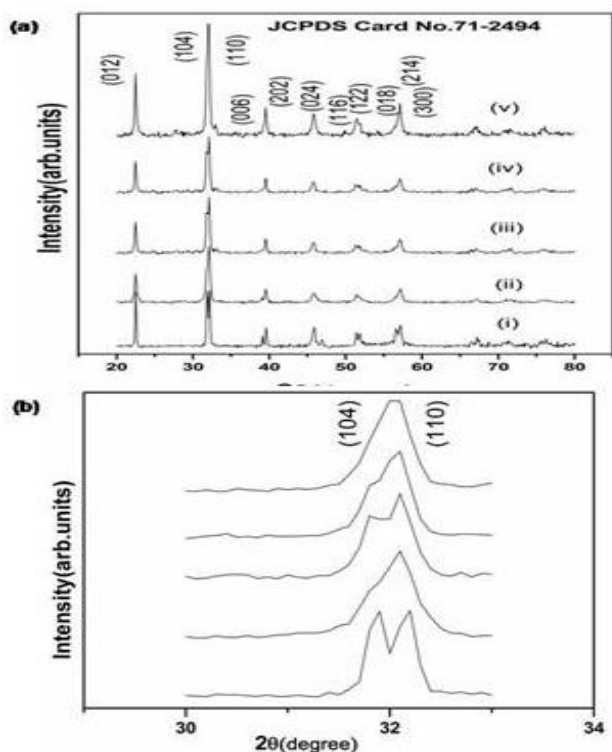 (a)
JCPDS Card No.71-2494
(012)
(104)
(110)
(006)
(202)
(024)
(116)
(122)
(018)
(214)
(300)
(v)
(iv)
(iii)
(ii)
(i)
Intensity(arb.units)
20 30 40 50 60 70 80
(b)
(104)
(110)
Intensity(arb.units)
30 32 34
2θ(degree)